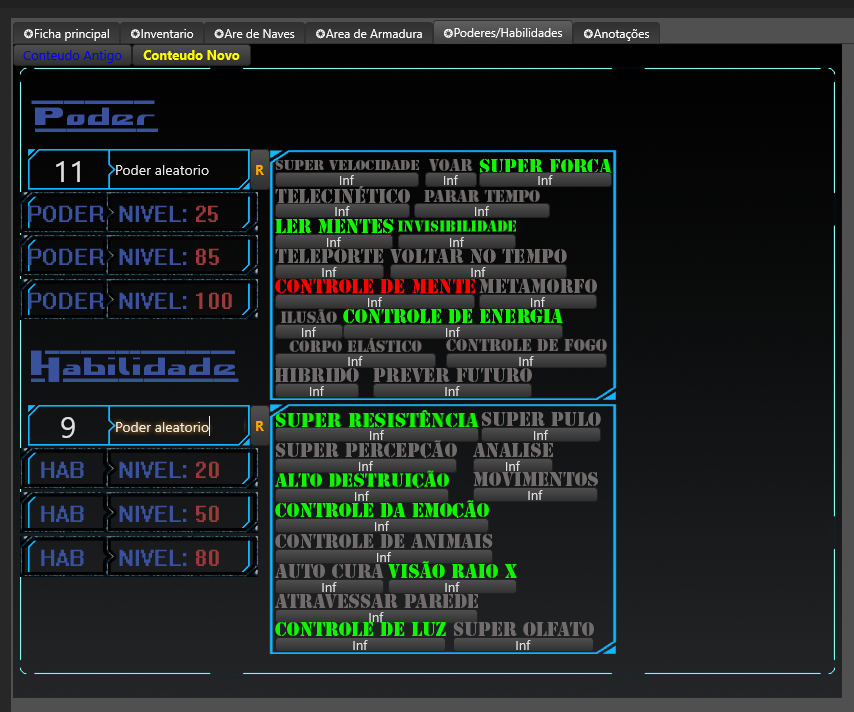 ✪Ficha principal ✪Inventario ✪Are de Naves ✪Area de Armadura ✪Poderes/Habilidades ✪Anotações
Conteudo Antigo Conteudo Novo
Poder
11 Poder aleatorio R
PODER NIVEL: 25
PODER NIVEL: 85
PODER NIVEL: 100
SUPER VELOCIDADE VOAR SUPER FORCA
Inf Inf Inf
TELECINÉTICO PARAR TEMPO
Inf Inf
LER MENTES INVISIBILIDADE
Inf Inf
TELEPORTE VOLTAR NO TEMPO
Inf Inf
CONTROLE DE MENTE METAMORFO
Inf Inf
ILUSÃO CONTROLE DE ENERGIA
Inf Inf
CORPO ELÁSTICO CONTROLE DE FOGO
Inf Inf
HIBRIDO PREVER FUTURO
Inf Inf
Habilidade
9 Poder aleatorio R
HAB NIVEL: 20
HAB NIVEL: 50
HAB NIVEL: 80
SUPER RESISTÊNCIA SUPER PULO
Inf Inf
SUPER PERCEPÇÃO ANALISE
Inf Inf
ALTO DESTRUIÇÃO MOVIMENTOS
Inf Inf
CONTROLE DA EMOCÃO
Inf
CONTROLE DE ANIMAIS
Inf
AUTO CURA VISÃO RAIO X
Inf Inf
ATRAVESSAR PAREDE
Inf
CONTROLE DE LUZ SUPER OLFATO
Inf Inf